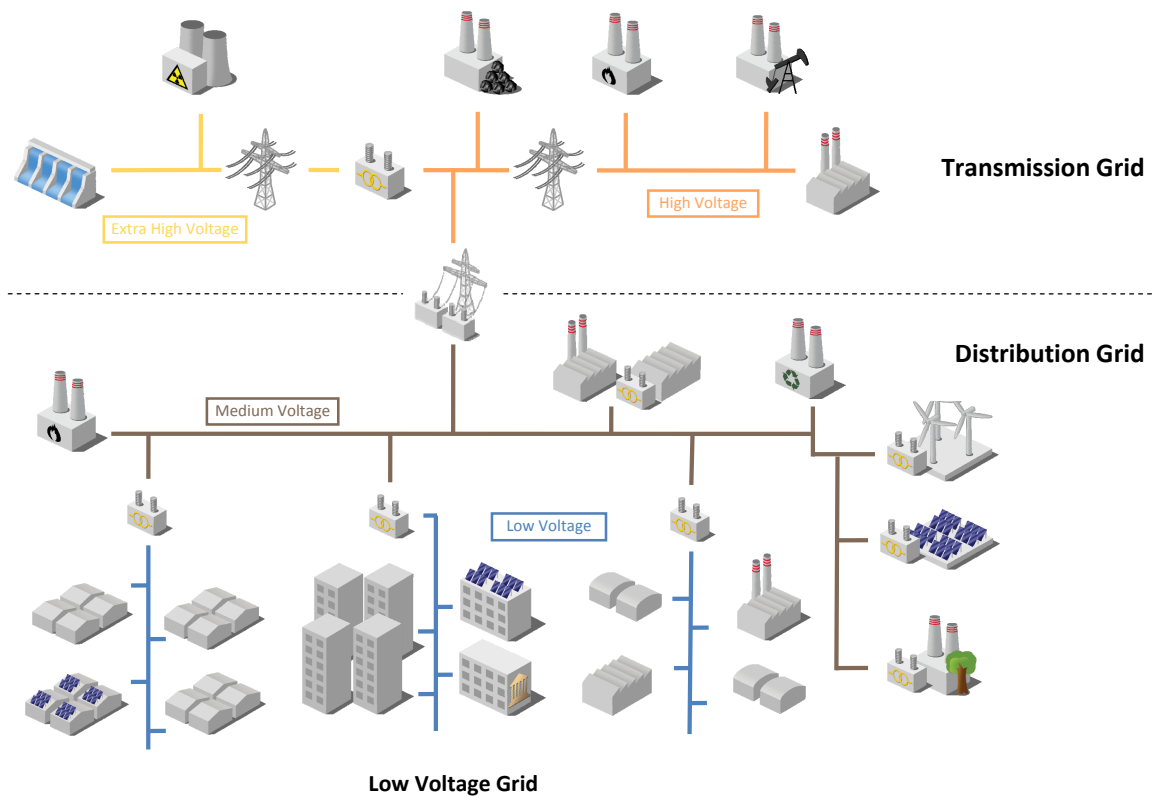 Transmission Grid
Extra High Voltage
High Voltage
Distribution Grid
Medium Voltage
Low Voltage
Low Voltage Grid